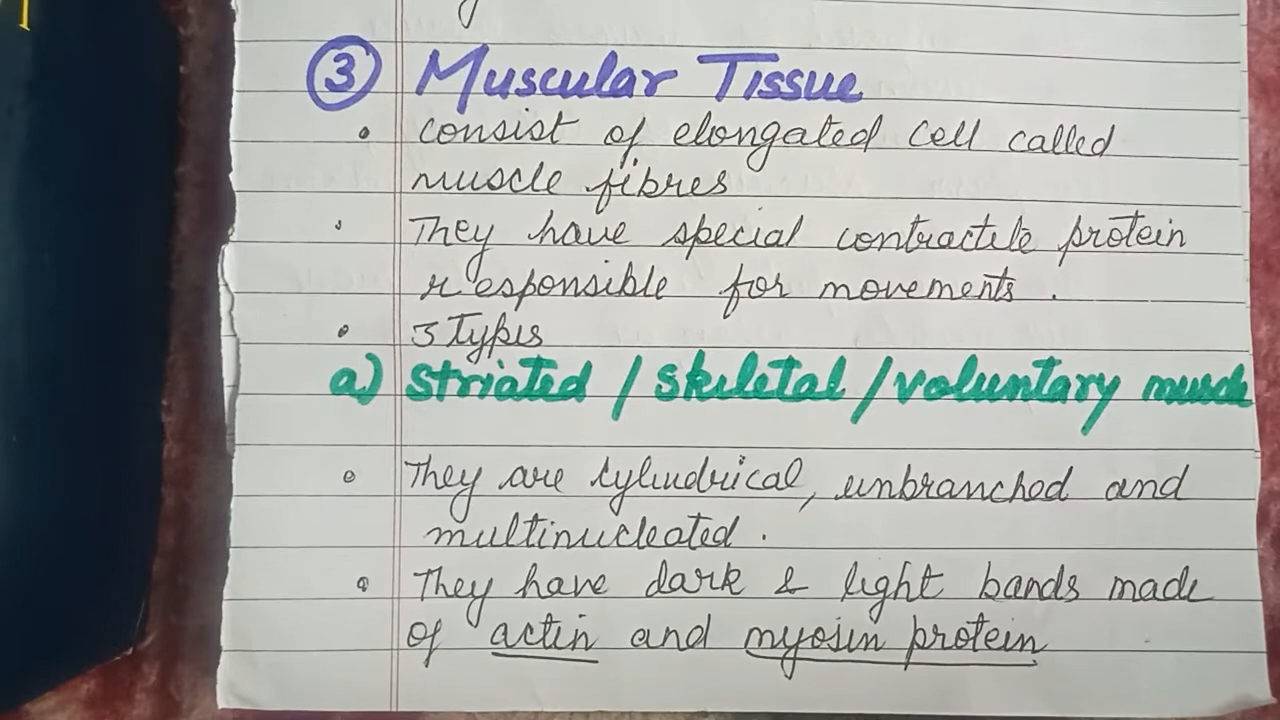 ③ Muscular Tissue
• consist of elongated cell called
muscle fibres
• They have special contractile protein
responsible for movements.
• 3 Types
a) Striated / skeletal / voluntary muscle
• They are cylindrical, unbranched and
multinucleated.
• They have dark & light bands made
of actin and myosin protein